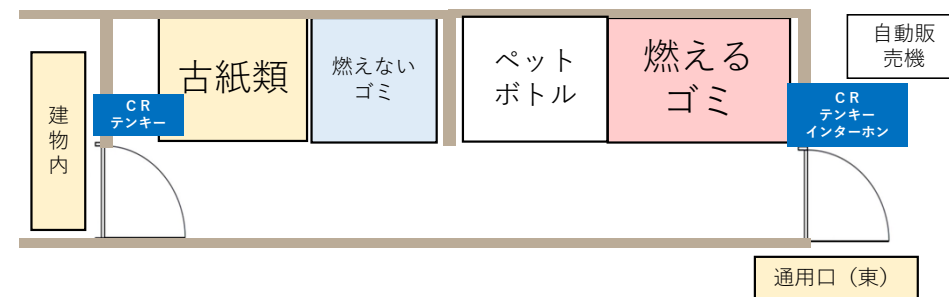 建
物
内
CR
テンキー
古紙類
燃えない
ゴミ
ペット
ボトル
燃える
ゴミ
自動販
売機
CR
テンキー
インターホン
通用口（東）